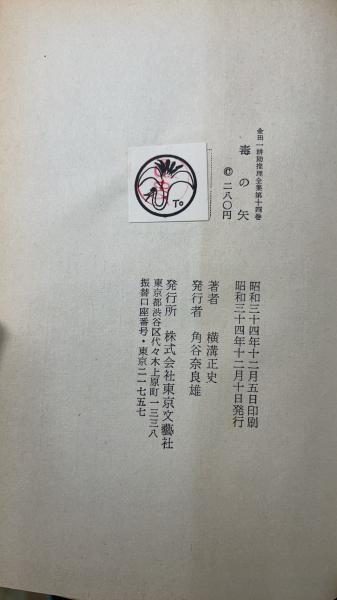 金田一耕助推理全集第十四巻
毒の矢
© 二八〇円
To
昭和三十四年十二月五日印刷
昭和三十四年十二月十日発行
著者 横溝正史
発行者 角谷奈良雄
発行所 株式会社東京文藝社
東京都渋谷区代々木上原町一三三八
振替口座番号・東京二一七五七